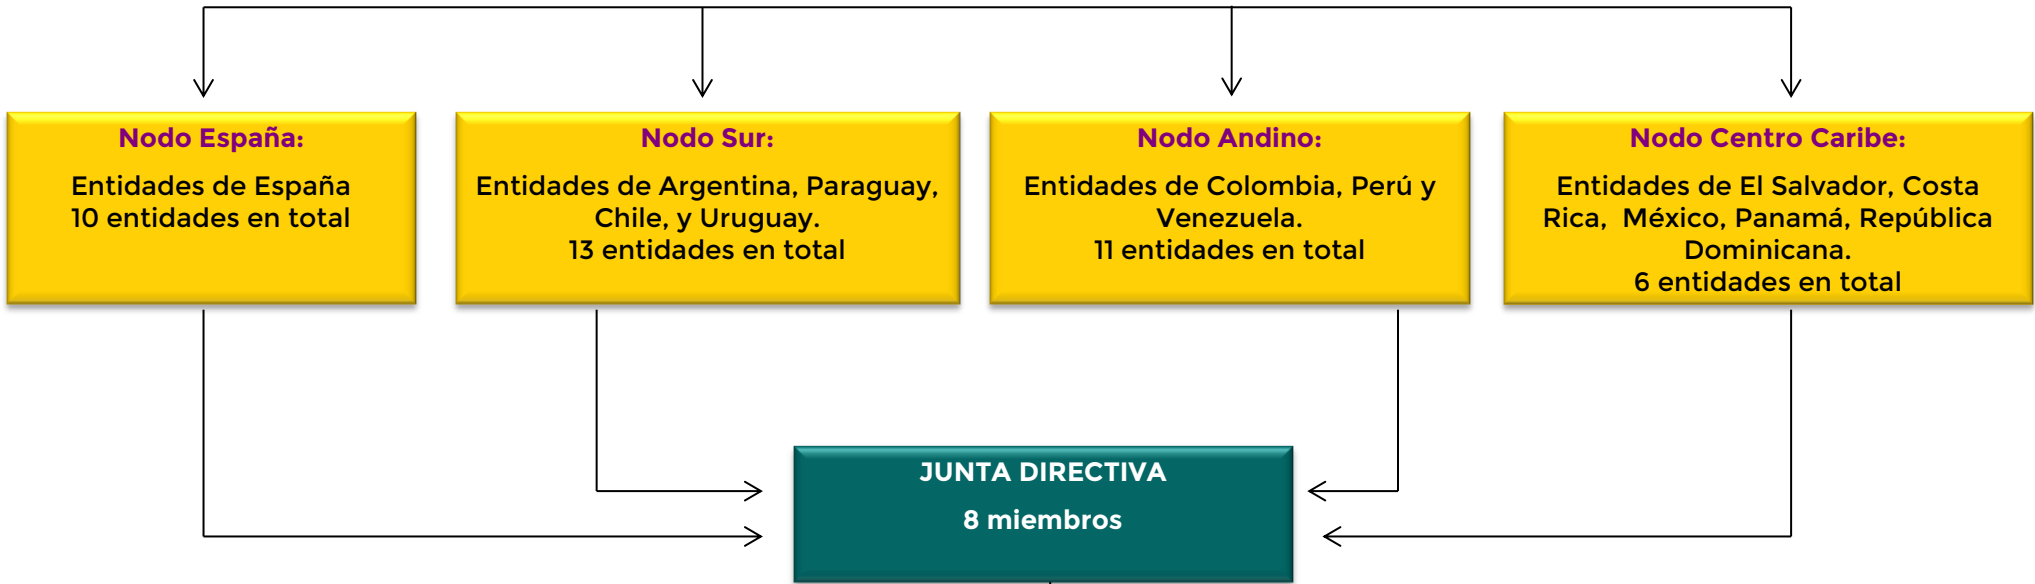 Nodo España:
Entidades de España
10 entidades en total
Nodo Sur:
Entidades de Argentina, Paraguay,
Chile, y Uruguay.
13 entidades en total
Nodo Andino:
Entidades de Colombia, Perú y
Venezuela.
11 entidades en total
Nodo Centro Caribe:
Entidades de El Salvador, Costa
Rica,  México, Panamá, República
Dominicana.
6 entidades en total
JUNTA DIRECTIVA
8 miembros